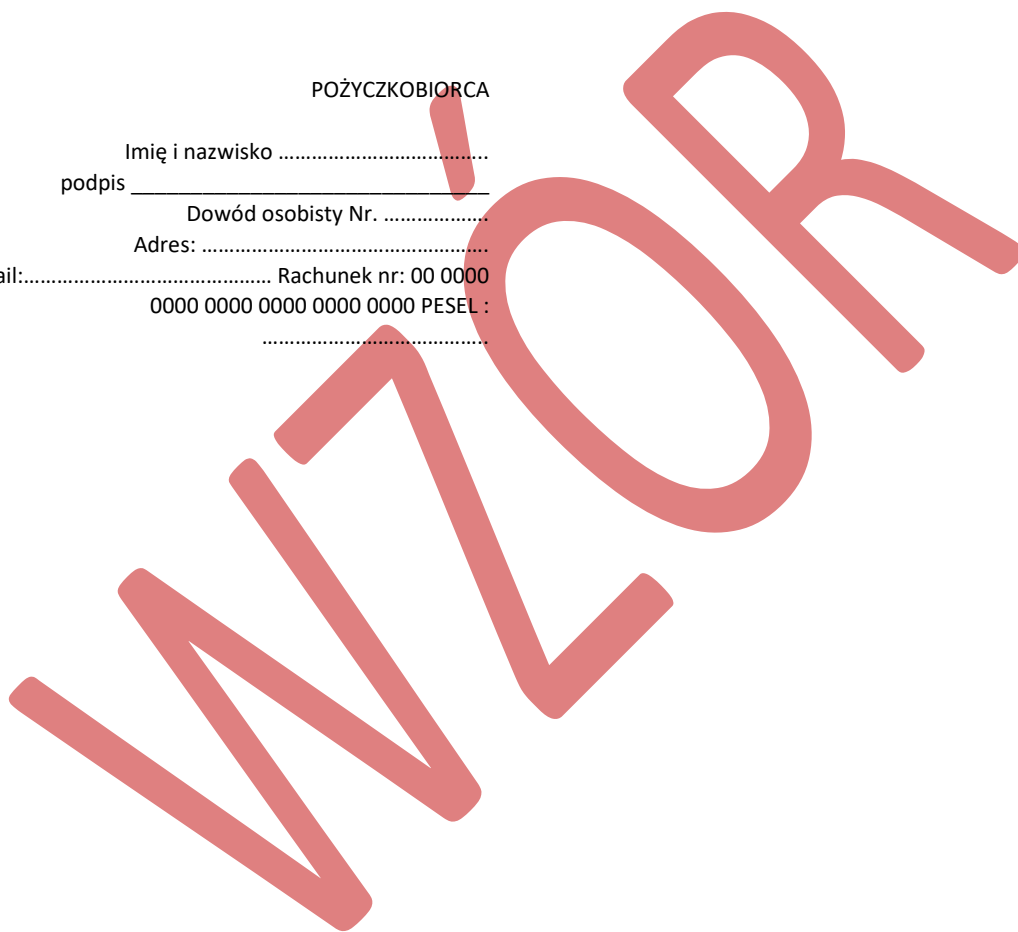 POŻYCZKOBIORCA
Imię i nazwisko ....................................
podpis ______________________________
Dowód osobisty Nr. ..................
Adres: .................................................
ail:.......................................... Rachunek nr: 00 0000
0000 0000 0000 0000 0000 PESEL :
.......................................
WZÓR